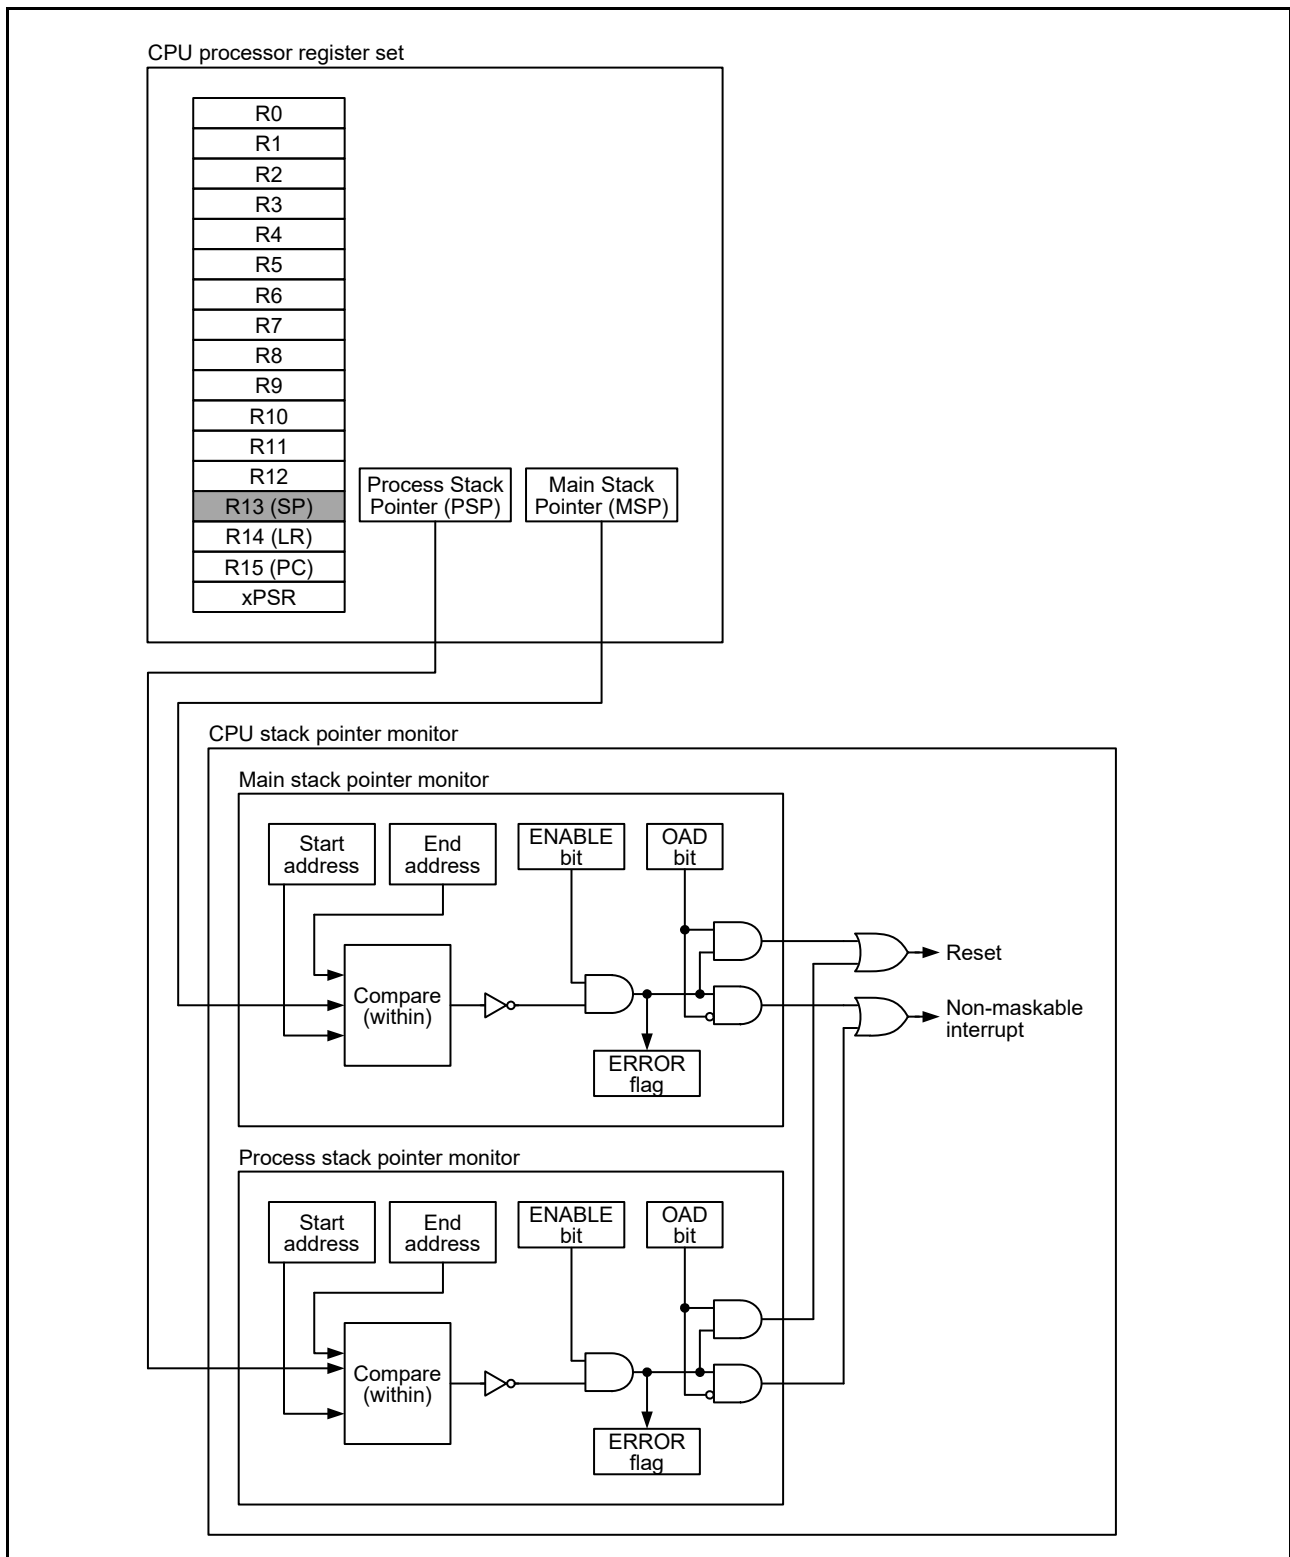 CPU processor register set
R0
R1
R2
R3
R4
R5
R6
R7
R8
R9
R10
R11
R12
R13 (SP)
R14 (LR)
R15 (PC)
xPSR
Process Stack
Pointer (PSP)
Main Stack
Pointer (MSP)
CPU stack pointer monitor
Main stack pointer monitor
Start
address
End
address
ENABLE
bit
OAD
bit
Compare
(within)
ERROR
flag
Reset
Non-maskable
interrupt
Process stack pointer monitor
Start
address
End
address
ENABLE
bit
OAD
bit
Compare
(within)
ERROR
flag